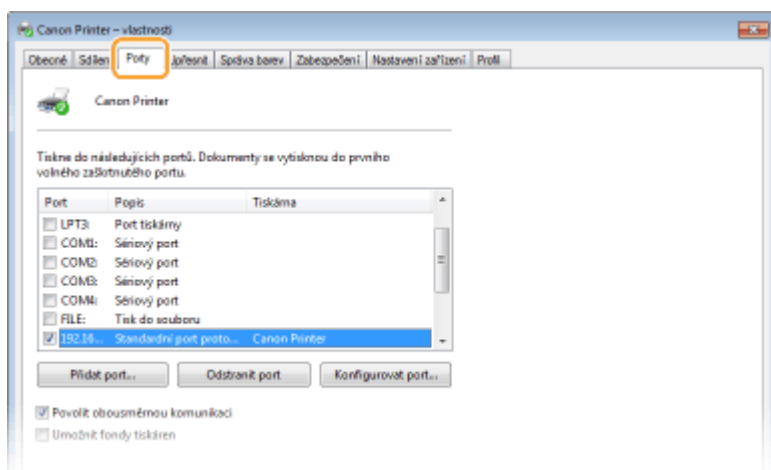 Canon Printer – vlastnosti
Obecné Sdílen Porty Upřesnit Správa barev Zabezpečení Nastavení zařízení Profil
Canon Printer
Tiskne do následujících portů. Dokumenty se vytisknou do prvního
volného zaškrtnutého portu.
Port Popis Tiskárna
LPT3: Port tiskárny
COM1: Sériový port
COM2: Sériový port
COM3: Sériový port
COM4: Sériový port
FILE: Tisk do souboru
192.16... Standardní port proto... Canon Printer
Přidat port... Odstranit port Konfigurovat port...
Povolit obousměrnou komunikaci
Umožnit fondy tiskáren